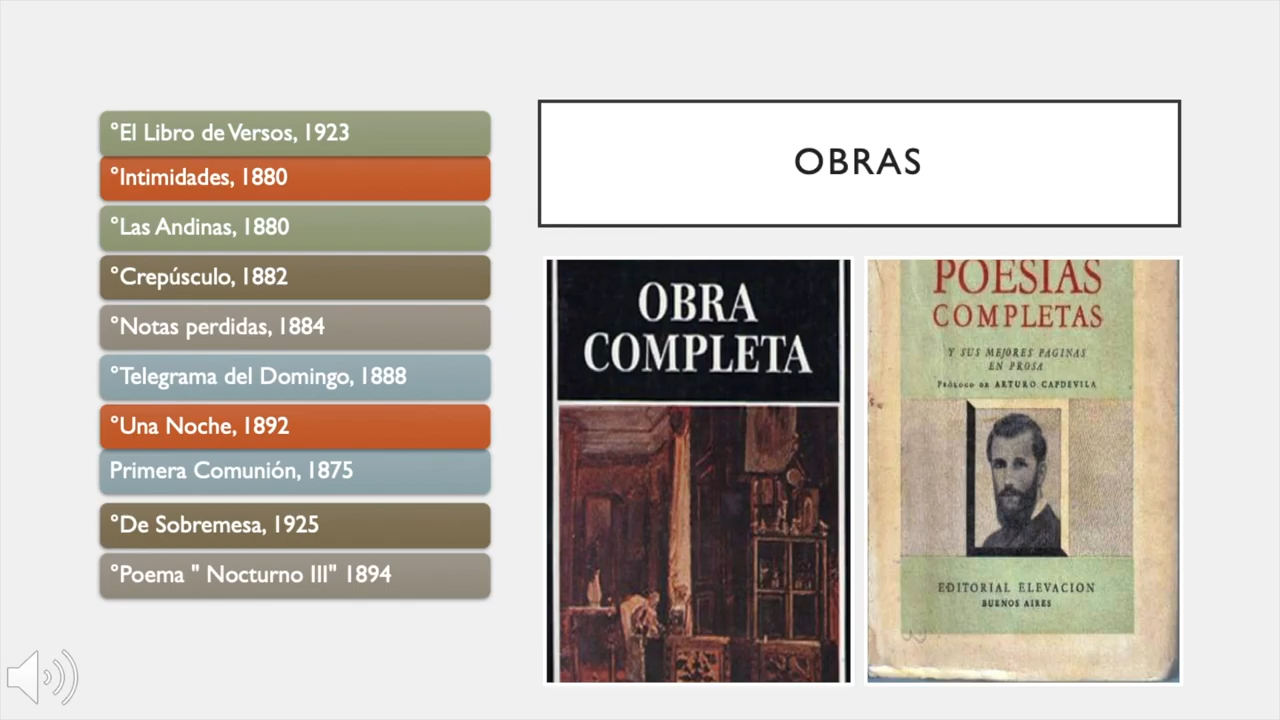 °El Libro de Versos, 1923
°Intimidades, 1880
°Las Andinas, 1880
°Crepúsculo, 1882
°Notas perdidas, 1884
°Telegrama del Domingo, 1888
°Una Noche, 1892
Primera Comunión, 1875
°De Sobremesa, 1925
°Poema " Nocturno III" 1894
OBRAS
OBRA
COMPLETA
POESIAS
COMPLETAS
Y SUS MEJORES PAGINAS
EN PROSA
PRÓLOGO DE ARTURO CAPDEVILA
EDITORIAL ELEVACION
BUENOS AIRES